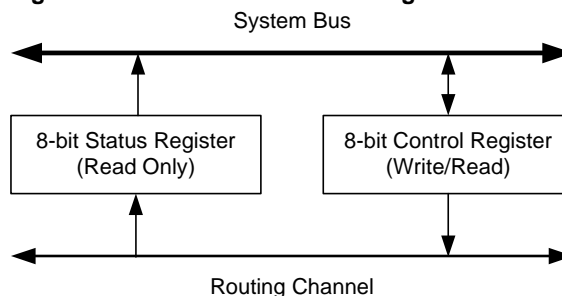 System Bus
8-bit Status Register
(Read Only)
8-bit Control Register
(Write/Read)
Routing Channel